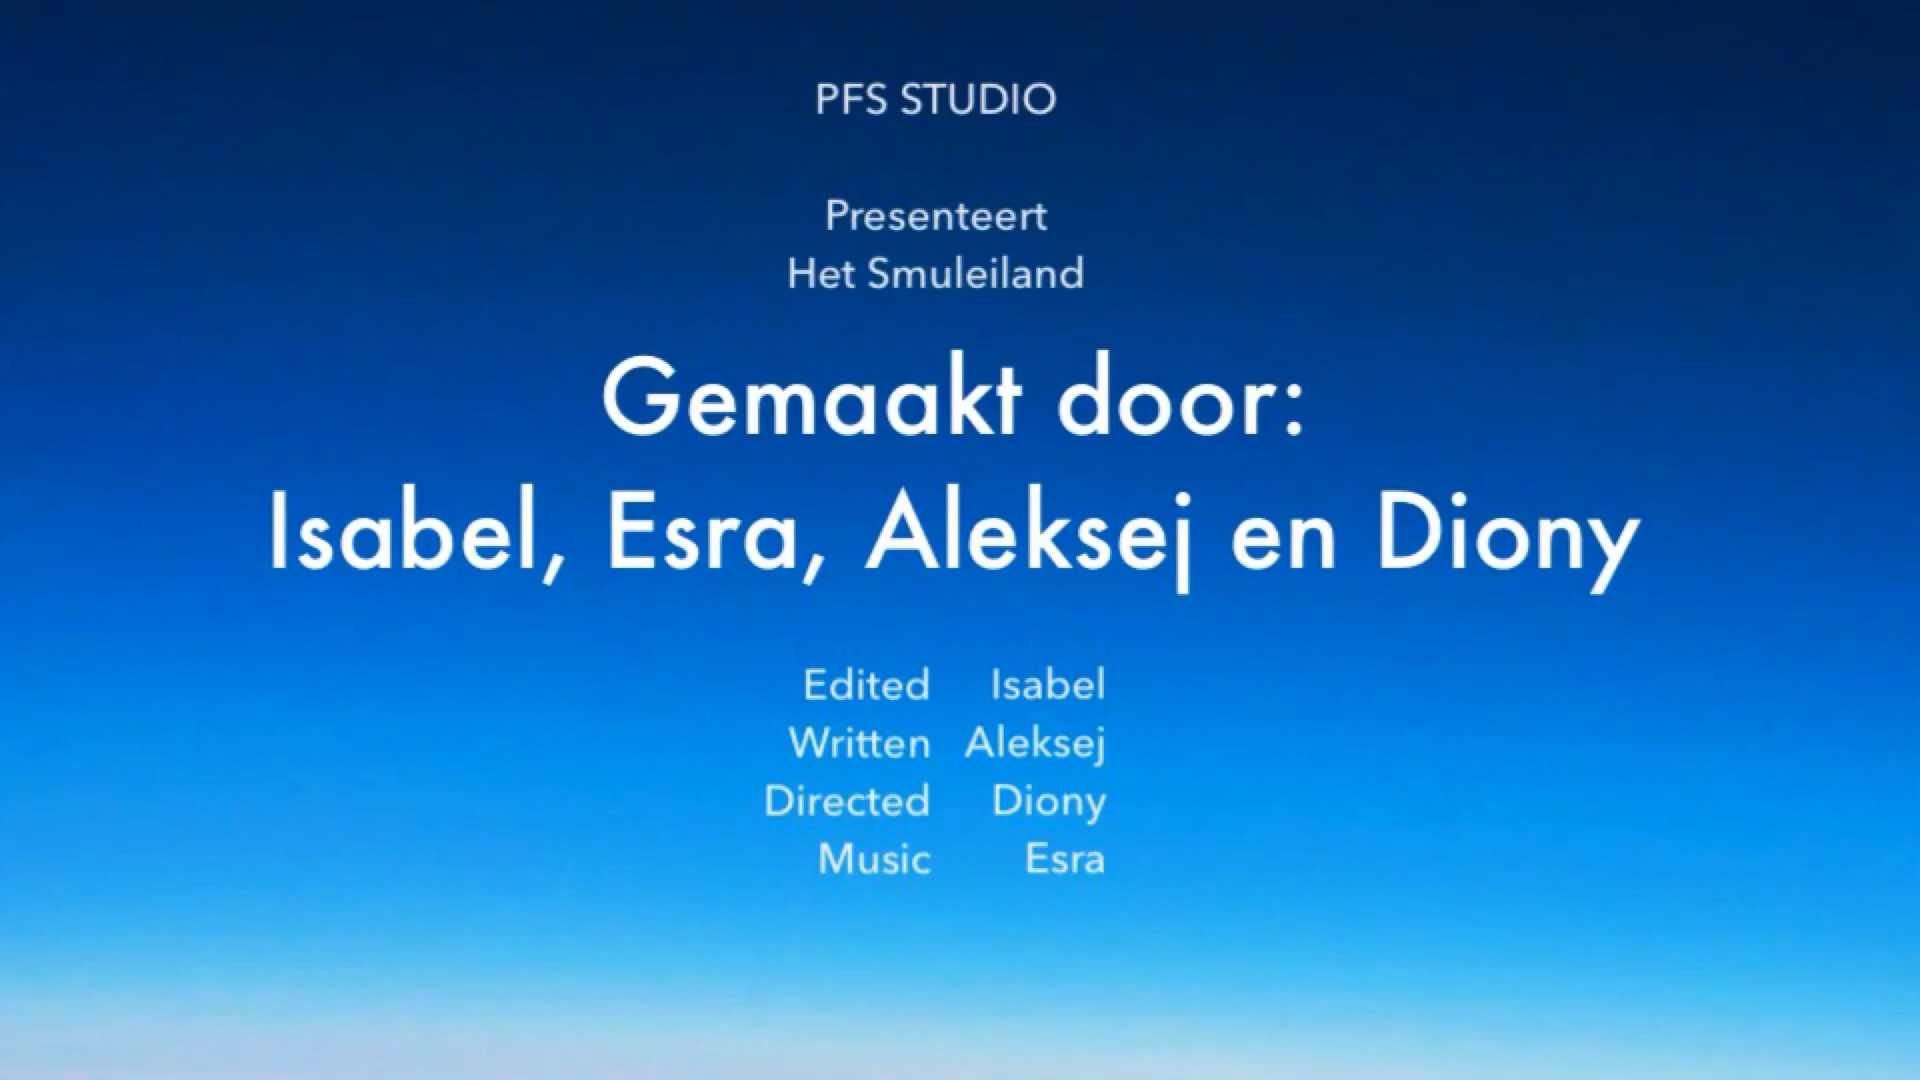 PFS STUDIO
Presenteert
Het Smuleiland
Gemaakt door:
Isabel, Esra, Aleksej en Diony
Edited Isabel
Written Aleksej
Directed Diony
Music Esra